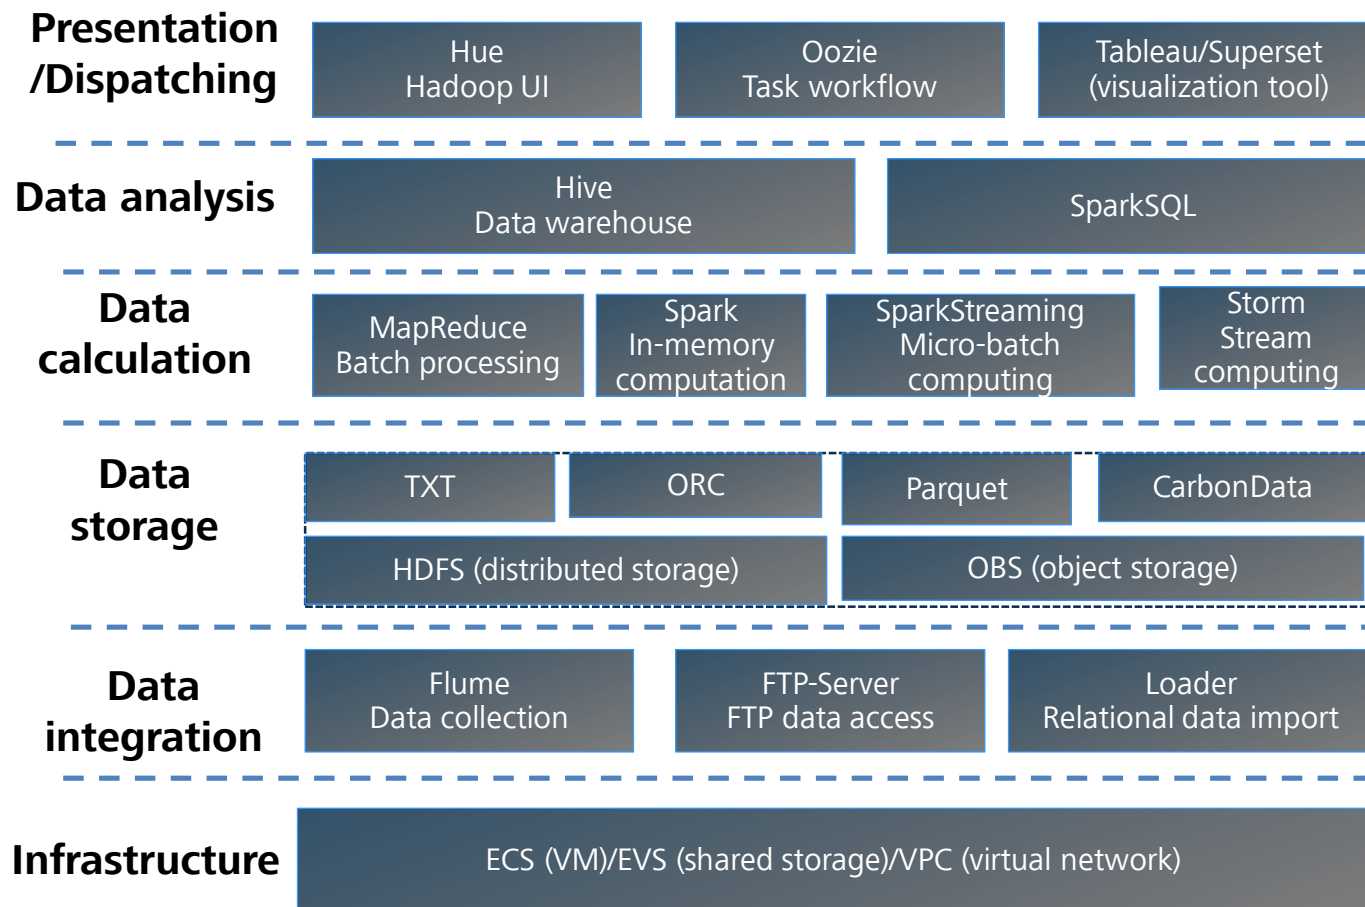 Presentation
/Dispatching
Hue
Hadoop UI
Oozie
Task workflow
Tableau/Superset
(visualization tool)
Data analysis
Hive
Data warehouse
SparkSQL
Data
calculation
MapReduce
Batch processing
Spark
In-memory
computation
SparkStreaming
Micro-batch
computing
Storm
Stream
computing
Data
storage
TXT
ORC
Parquet
CarbonData
HDFS (distributed storage)
OBS (object storage)
Data
integration
Flume
Data collection
FTP-Server
FTP data access
Loader
Relational data import
Infrastructure
ECS (VM)/EVS (shared storage)/VPC (virtual network)